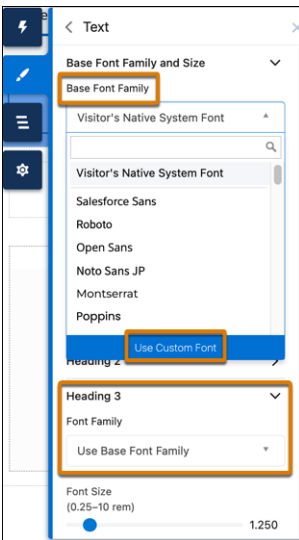 Text
Base Font Family and Size
Base Font Family
Visitor's Native System Font
Visitor's Native System Font
Salesforce Sans
Roboto
Open Sans
Noto Sans JP
Montserrat
Poppins
Use Custom Font
Heading 2
Heading 3
Font Family
Use Base Font Family
Font Size
(0.25–10 rem)
1.250